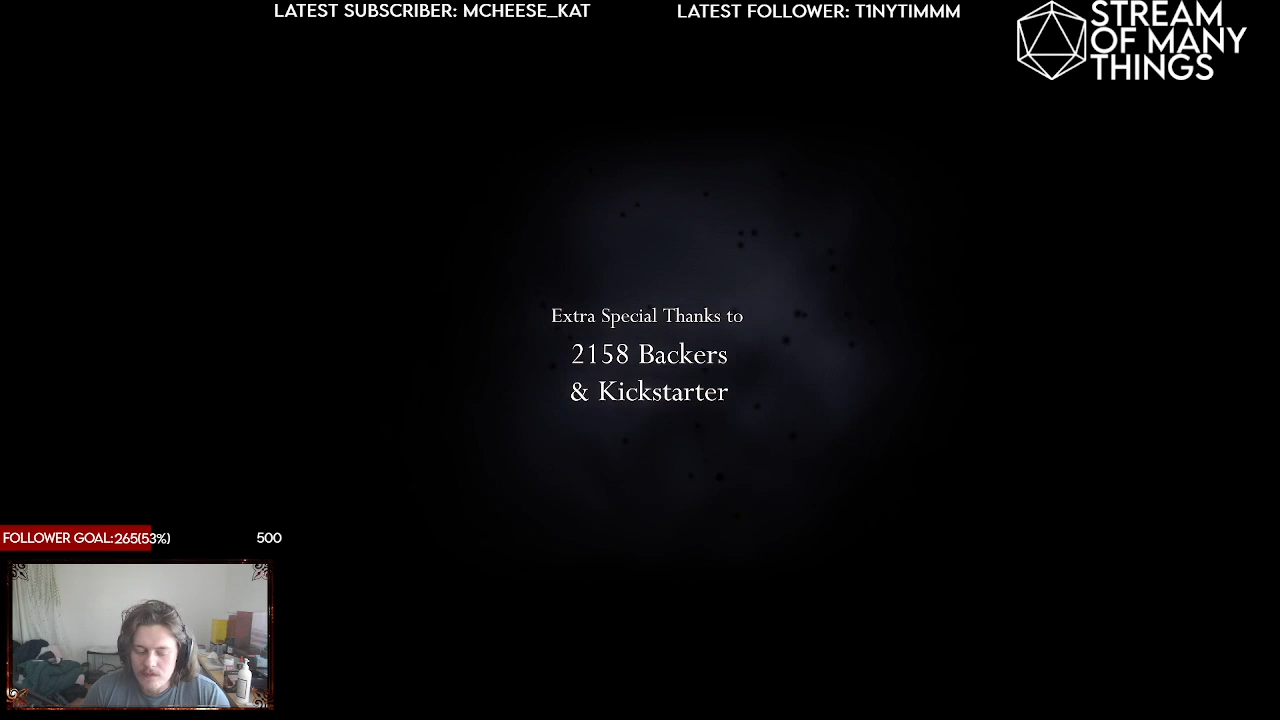 LATEST SUBSCRIBER: MCHEESE_KAT
LATEST FOLLOWER: T1NYTIMMM
STREAM
OF MANY
THINGS
Extra Special Thanks to
2158 Backers
& Kickstarter
FOLLOWER GOAL:265(53%)
500